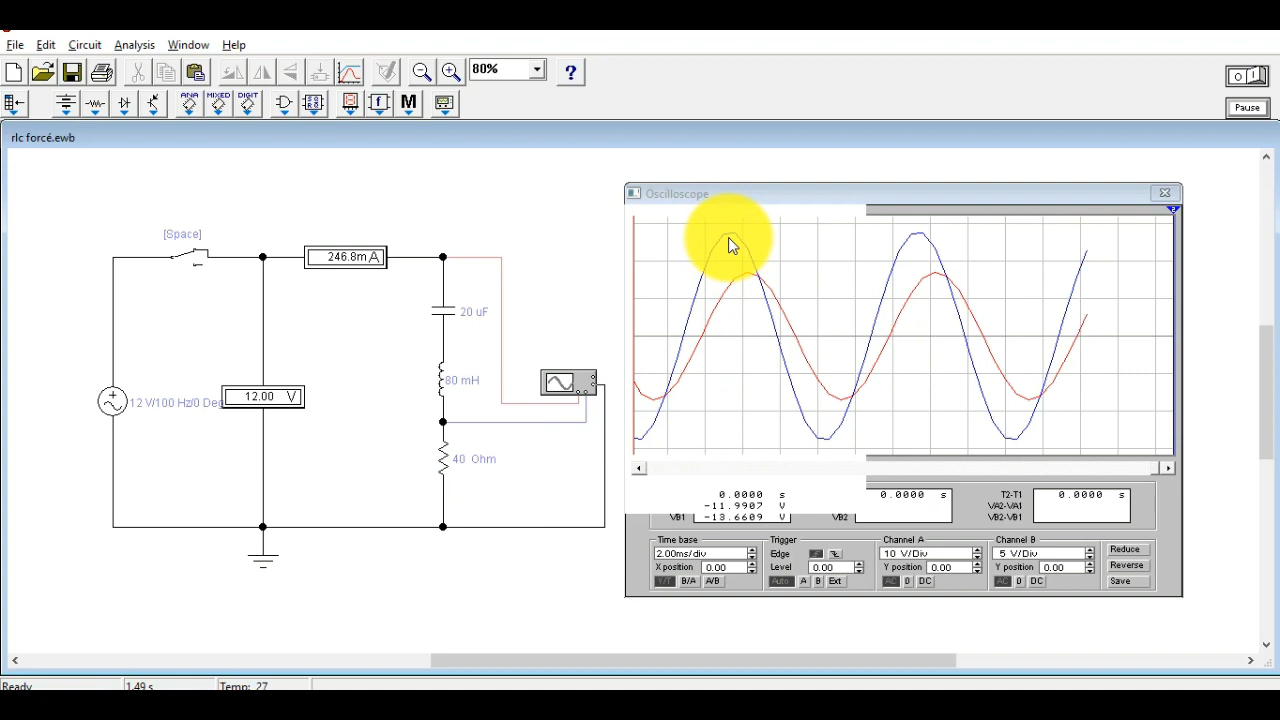 File Edit Circuit Analysis Window Help
80% ?
ANA MIXED DIGIT
M
Pause
rlc forcé.ewb
Oscilloscope
[Space]
246.8m A
20 uF
80 mH
12.00 V
12 V/100 Hz/0 Deg
40 Ohm
0.0000 s
-11.9907 V
VB1 -13.6609 V
VB2
0.0000 s
T2-T1
VA2-VA1
VB2-VB1
0.0000 s
Time base
2.00ms/div
X position 0.00
Y/T B/A A/B
Trigger
Edge
Level 0.00
Auto A B Ext
Channel A
10 V/Div
Y position 0.00
AC 0 DC
Channel B
5 V/Div
Y position 0.00
AC 0 DC
Reduce
Reverse
Save
Ready 1.49 s Temp: 27